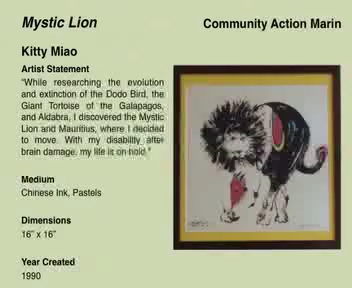 Mystic Lion
Community Action Marin
Kitty Miao
Artist Statement
"While researching the evolution
and extinction of the Dodo Bird, the
Giant Tortoise of the Galapagos,
and Aldabra, I discovered the Mystic
Lion and Mauritius, where I decided
to move. With my disability after
brain damage, my life is on hold."
Medium
Chinese Ink, Pastels
Dimensions
16" x 16"
Year Created
1990